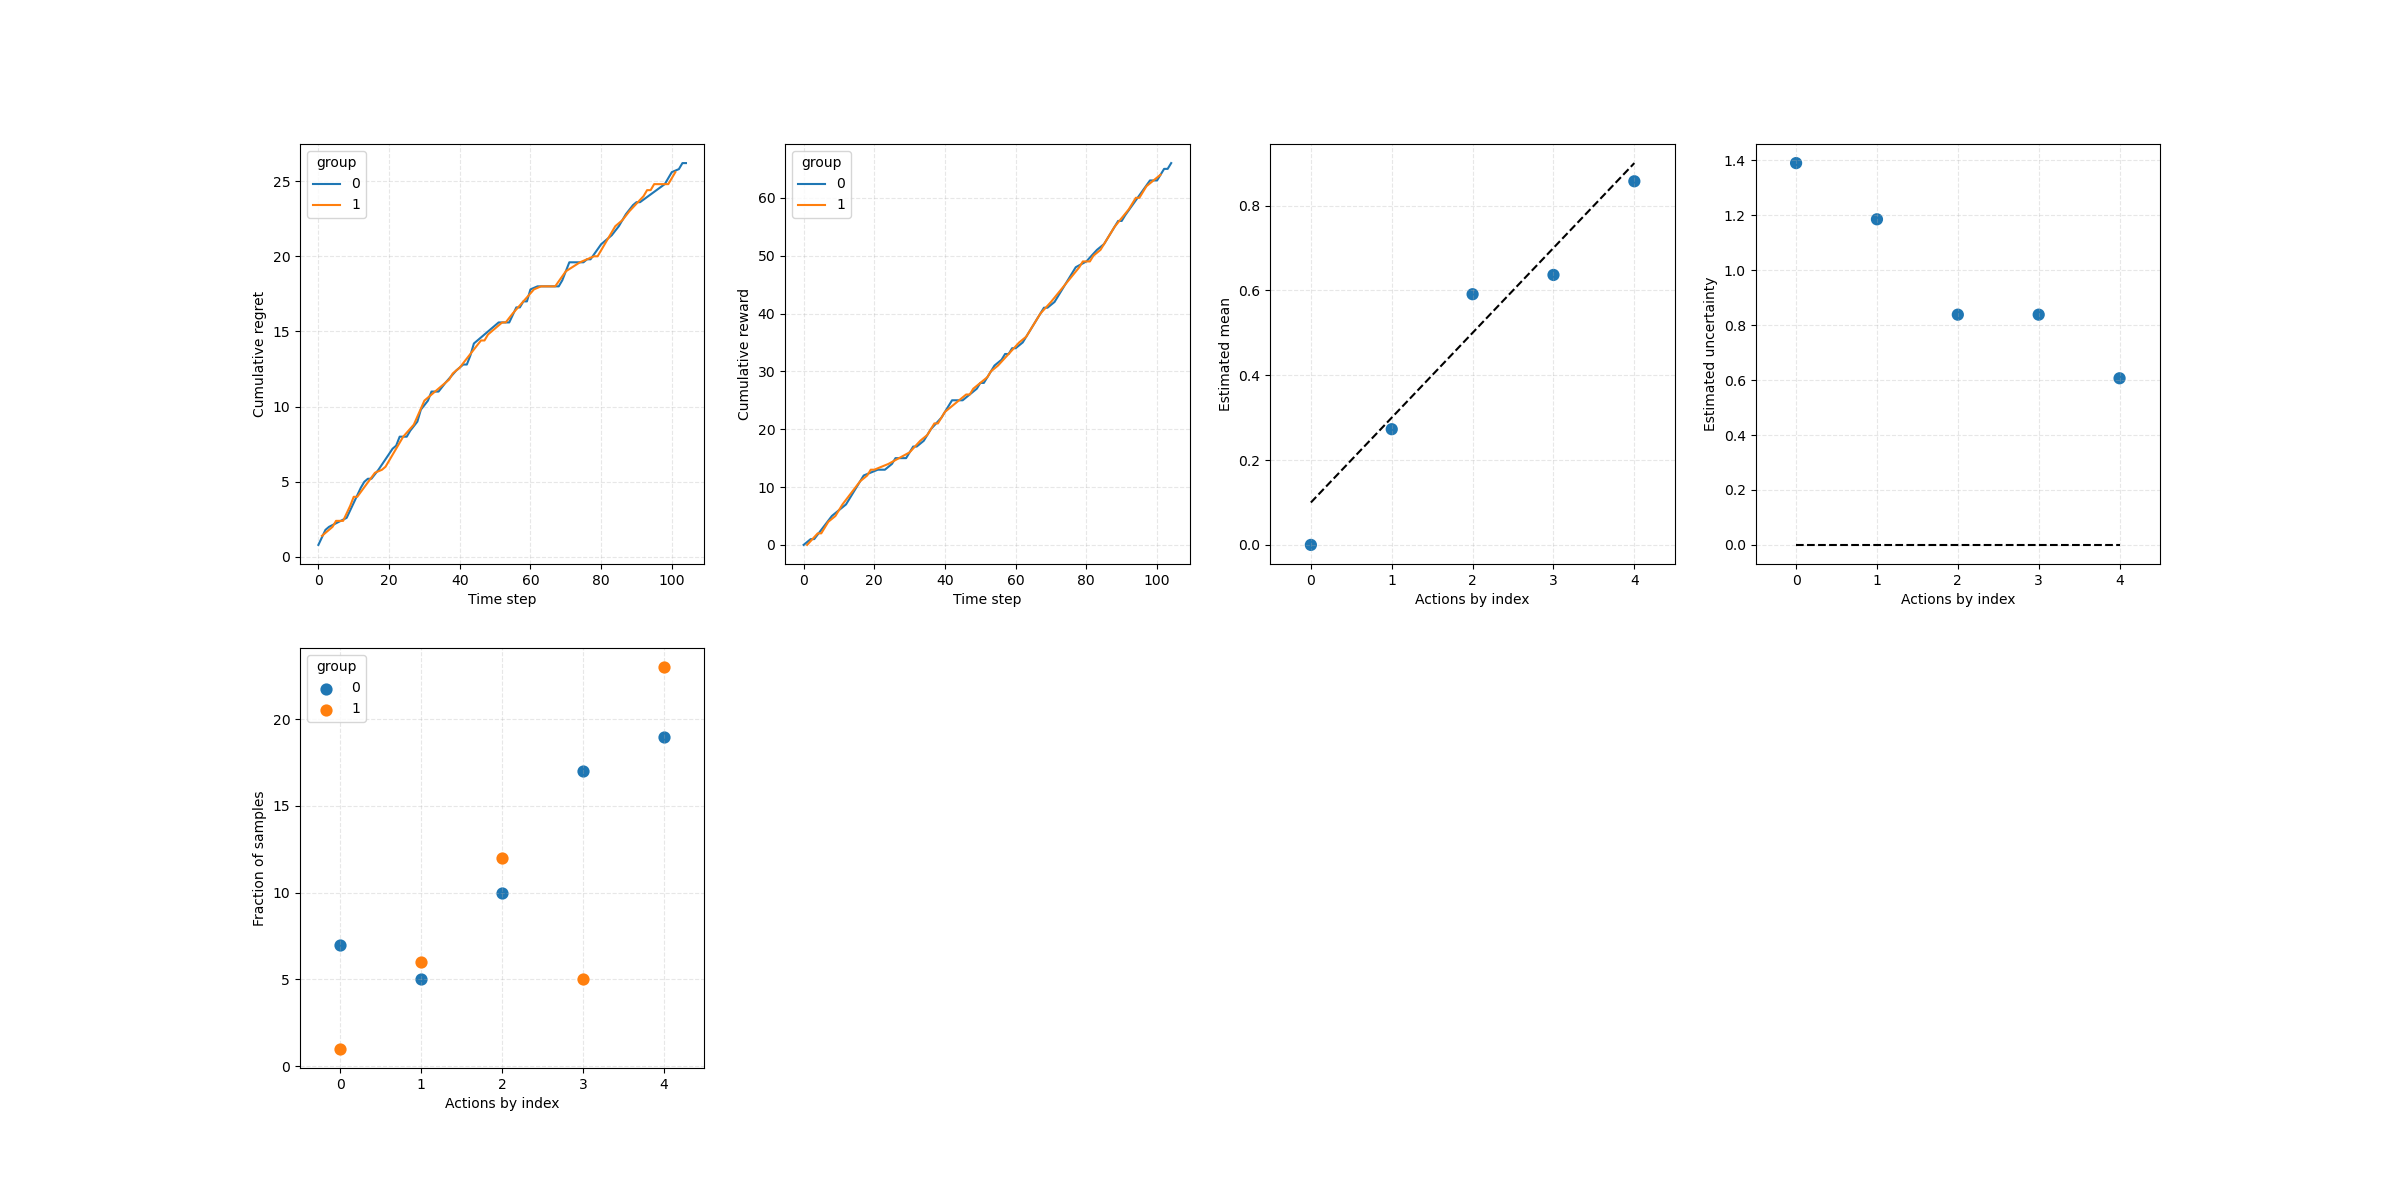 group
0
1
25
20
15
10
5
0
Cumulative regret
0 20 40 60 80 100
Time step
group
0
1
60
50
40
30
20
10
0
Cumulative reward
0 20 40 60 80 100
Time step
0.8
0.6
0.4
0.2
0.0
Estimated mean
0 1 2 3 4
Actions by index
1.4
1.2
1.0
0.8
0.6
0.4
0.2
0.0
Estimated uncertainty
0 1 2 3 4
Actions by index
group
0
1
20
15
10
5
0
Fraction of samples
0 1 2 3 4
Actions by index